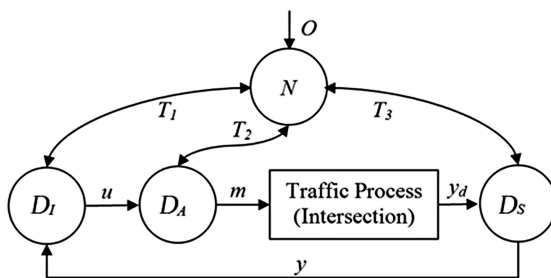 O
N
T1
T2
T3
DI
u
DA
m
Traffic Process
(Intersection)
yd
DS
y